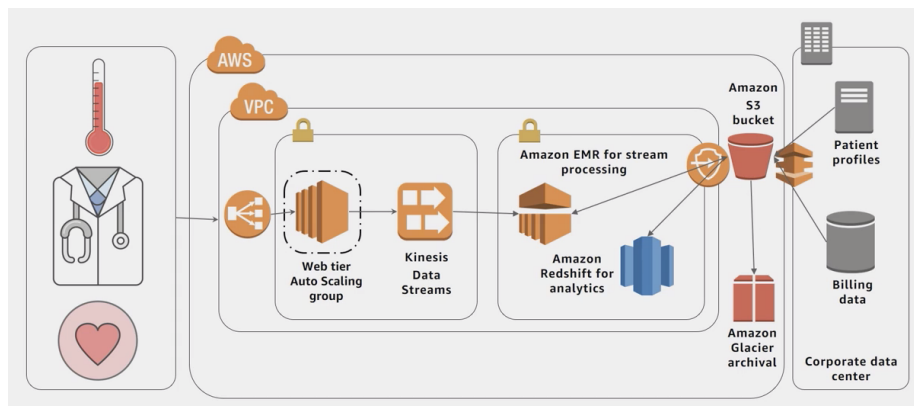 AWS
VPC
Web tier
Auto Scaling
group
Kinesis
Data
Streams
Amazon EMR for stream
processing
Amazon
Redshift for
analytics
Amazon
S3
bucket
Amazon
Glacier
archival
Patient
profiles
Billing
data
Corporate data
center